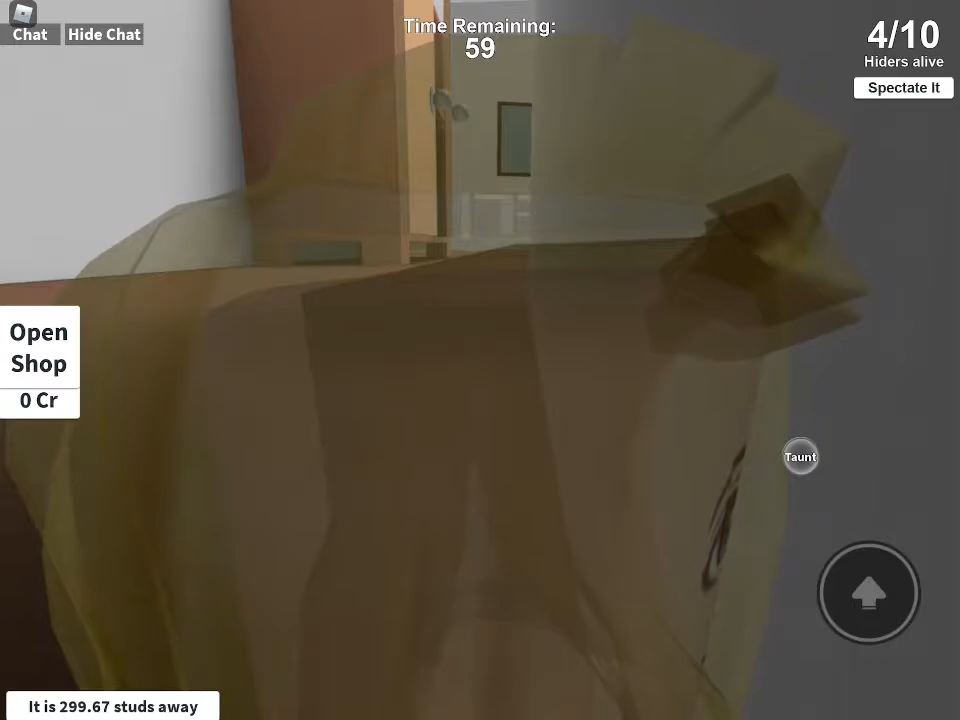 Chat
Hide Chat
Time Remaining:
59
4/10
Hiders alive
Spectate It
Open
Shop
0 Cr
Taunt
It is 299.67 studs away